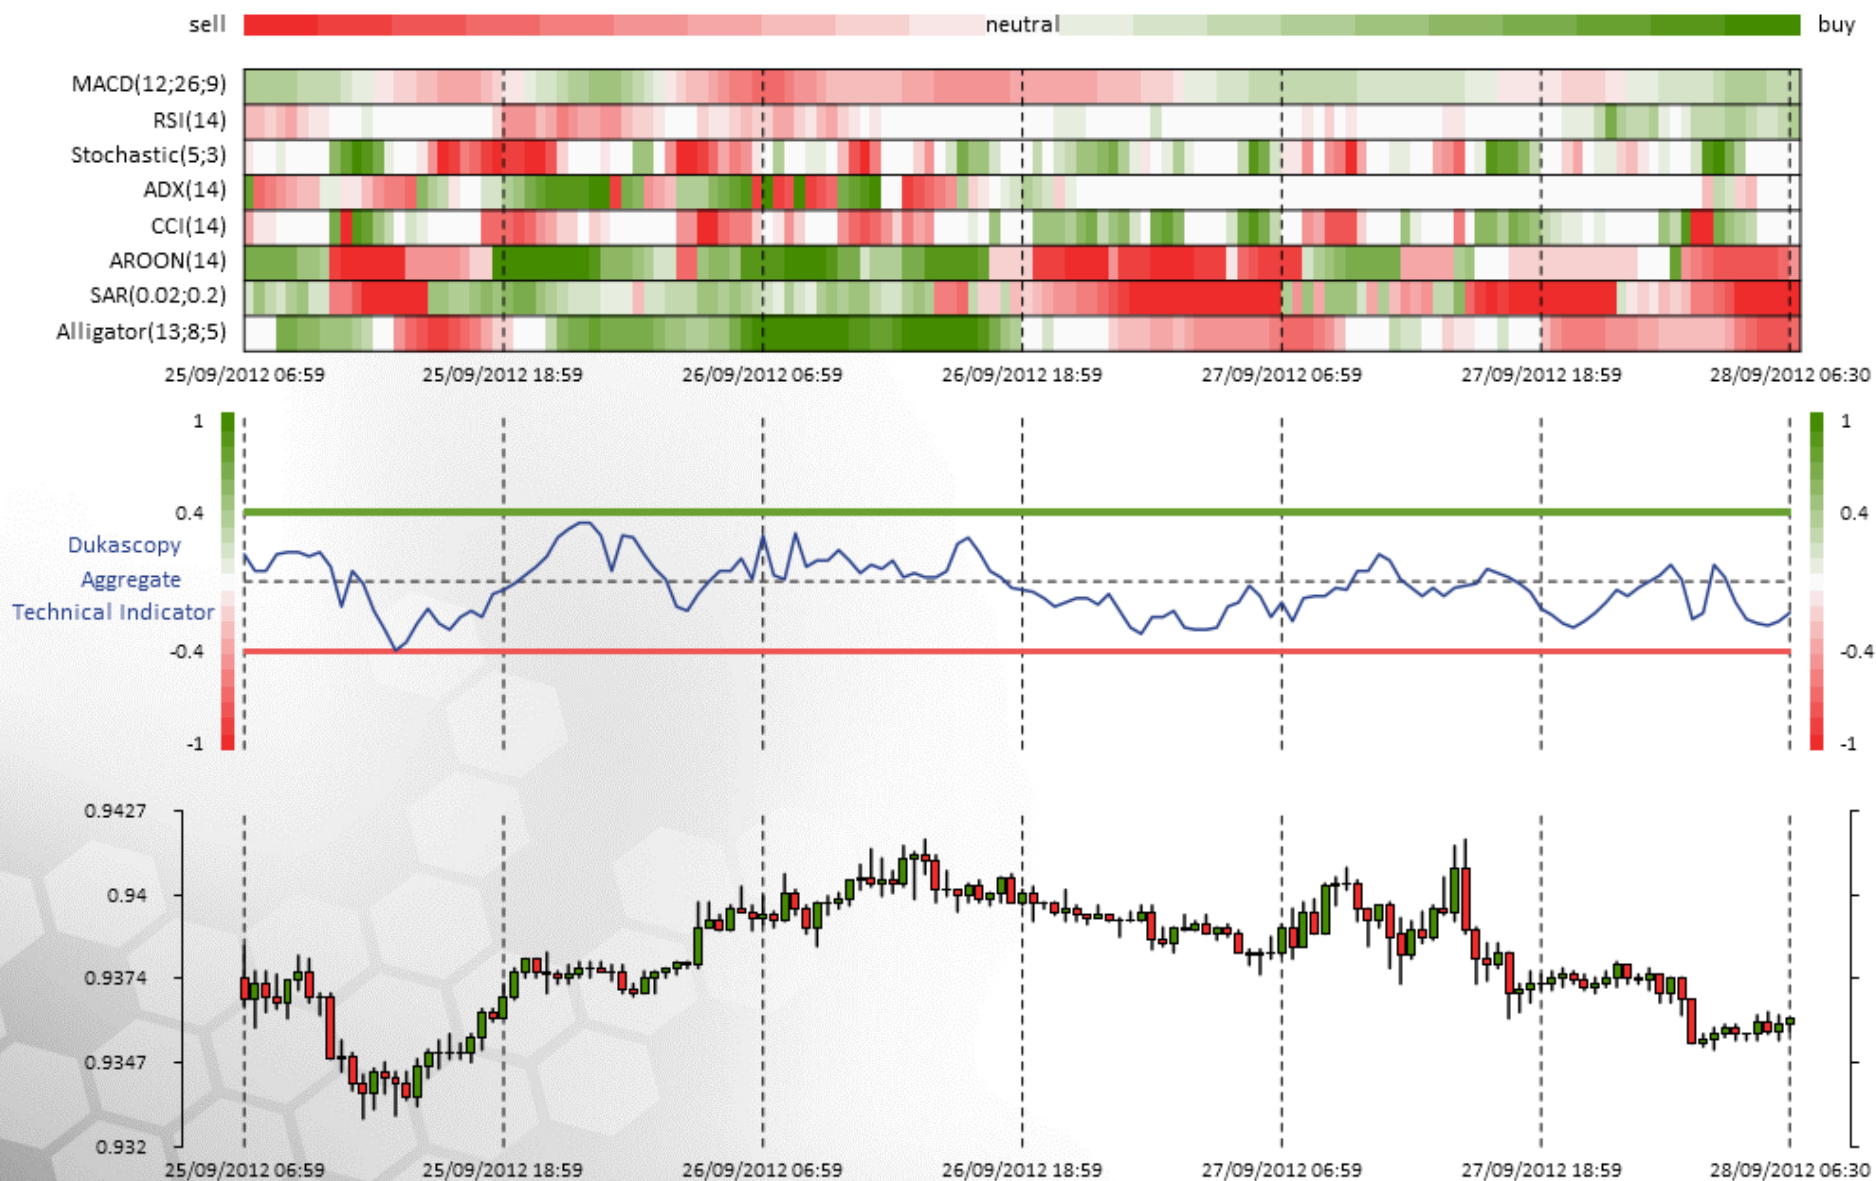 sell neutral buy
MACD(12;26;9)
RSI(14)
Stochastic(5;3)
ADX(14)
CCI(14)
AROON(14)
SAR(0.02;0.2)
Alligator(13;8;5)
25/09/2012 06:59 25/09/2012 18:59 26/09/2012 06:59 26/09/2012 18:59 27/09/2012 06:59 27/09/2012 18:59 28/09/2012 06:30
1 1
0.4 0.4
Dukascopy
Aggregate
Technical Indicator
-0.4 -0.4
-1 -1
0.9427
0.94
0.9374
0.9347
0.932
25/09/2012 06:59 25/09/2012 18:59 26/09/2012 06:59 26/09/2012 18:59 27/09/2012 06:59 27/09/2012 18:59 28/09/2012 06:30